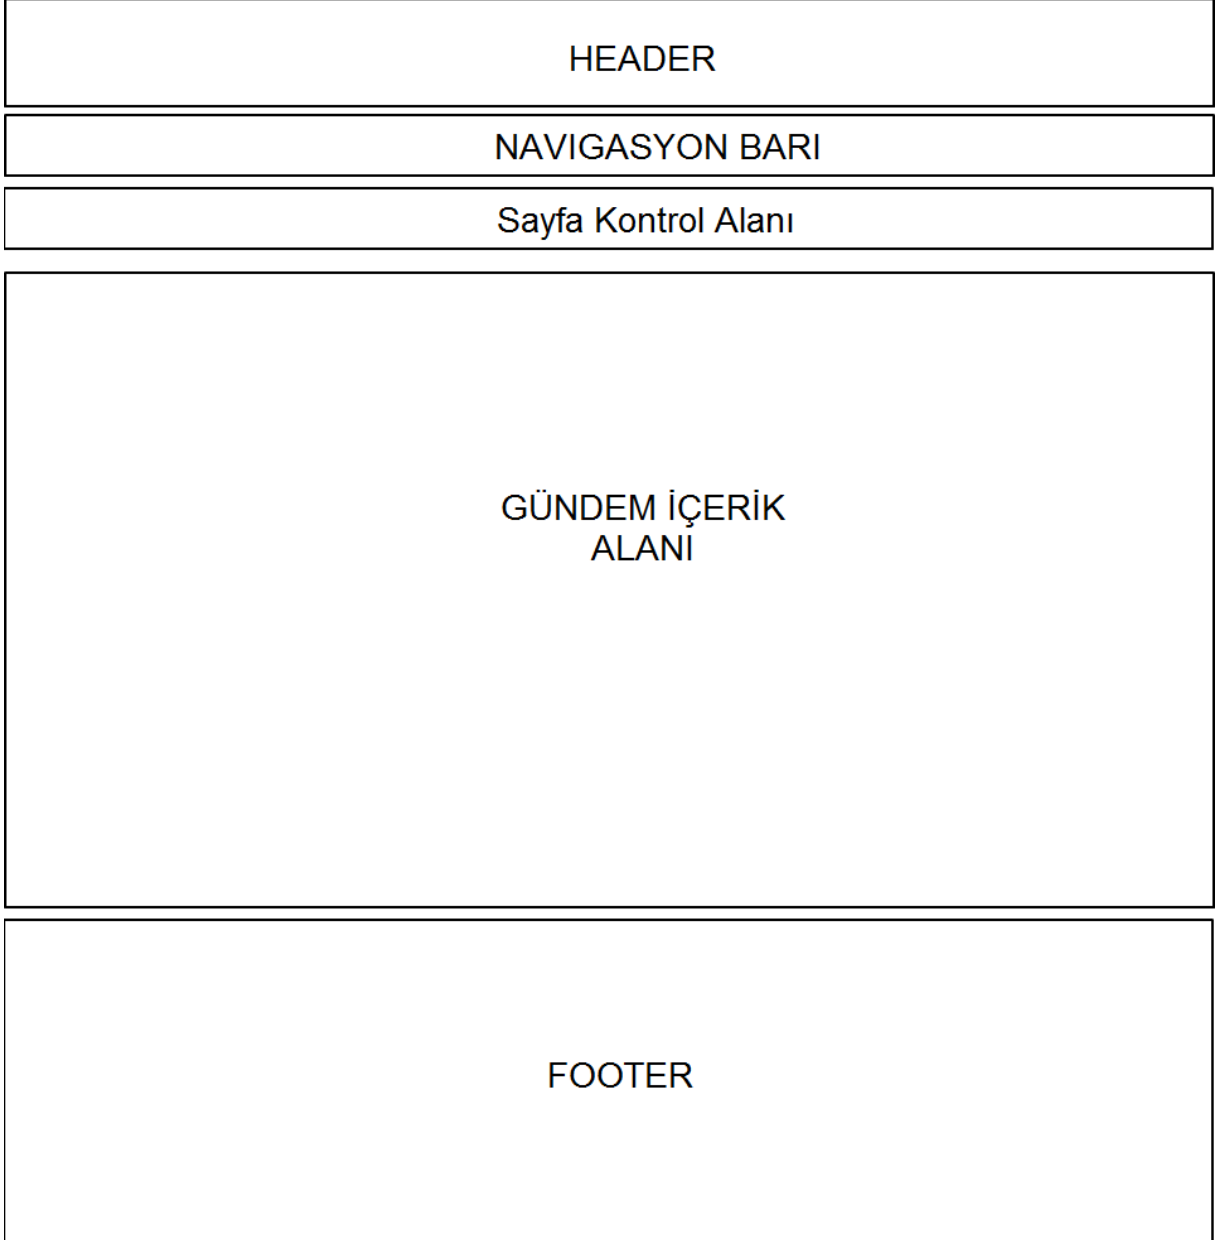 HEADER
NAVIGASYON BARI
Sayfa Kontrol Alanı
GÜNDEM İÇERİK
ALANI
FOOTER